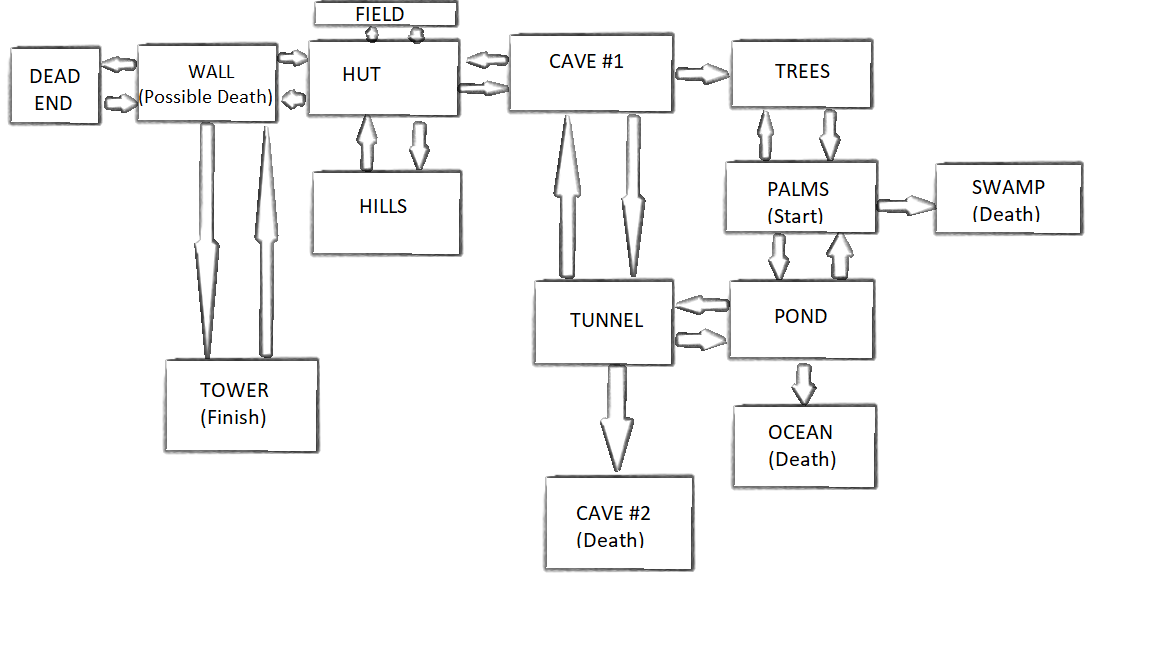 FIELD
DEAD
END
WALL
(Possible Death)
HUT
CAVE #1
TREES
HILLS
PALMS
(Start)
SWAMP
(Death)
TUNNEL
POND
TOWER
(Finish)
OCEAN
(Death)
CAVE #2
(Death)